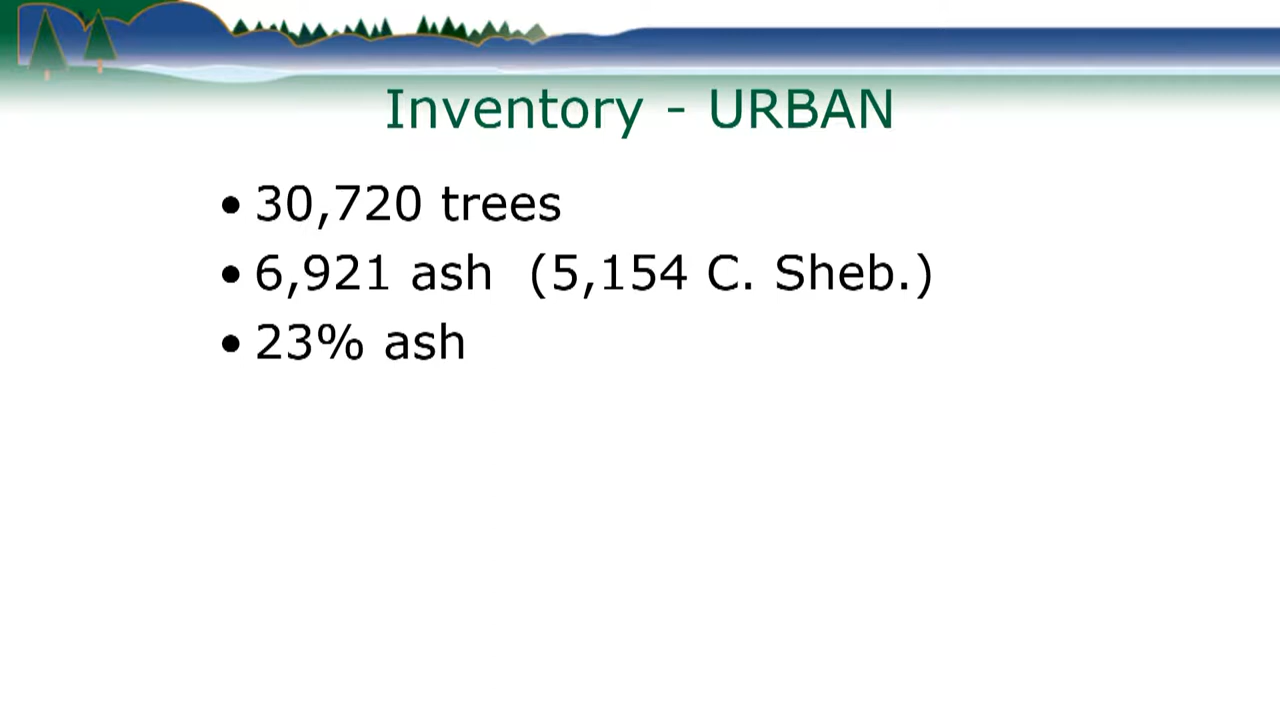 Inventory - URBAN
• 30,720 trees
• 6,921 ash (5,154 C. Sheb.)
• 23% ash